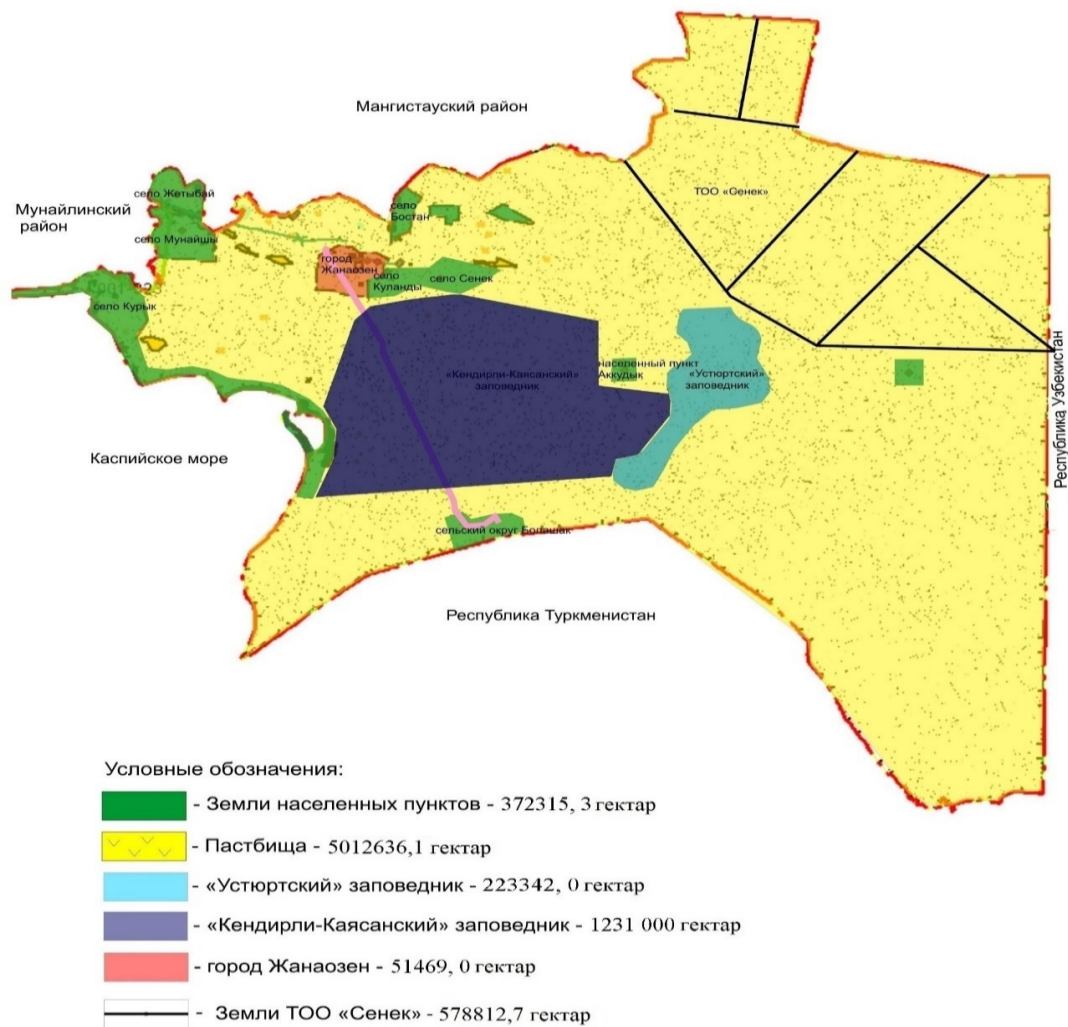 Мангистауский район
ТОО «Сенек»
село Жетыбай
Мунайлинский
район
село
Бостан
село Мунайшы
город
Жанаозен
село
Куланды
село Сенек
село Курык
населенный пункт
Аккудык
«Кендирли-Каясанский»
заповедник
«Устюртский»
заповедник
Республика Узбекистан
Каспийское море
сельский округ Болашак
Республика Туркменистан
Условные обозначения:
- Земли населенных пунктов - 372315, 3 гектар
- Пастбища - 5012636,1 гектар
- «Устюртский» заповедник - 223342, 0 гектар
- «Кендирли-Каясанский» заповедник - 1231 000 гектар
- город Жанаозен - 51469, 0 гектар
- Земли ТОО «Сенек» - 578812,7 гектар